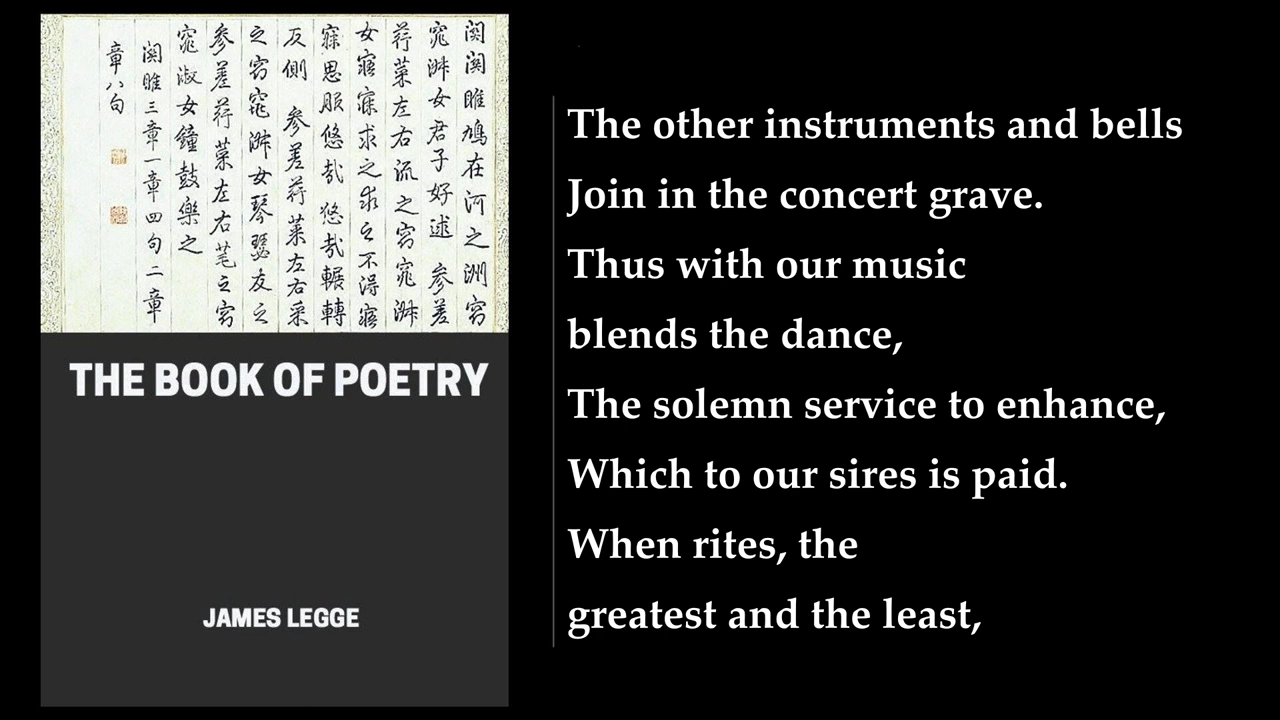 関関雎鳩在河之洲窈
窕淑女君子好逑 参差
荇菜左右流之窈窕淑
女寤寐求之求之不得寤
寐思服悠哉悠哉輾轉
反側 参差荇菜左右采
之窈窕淑女琴瑟友之
参差荇菜左右芼之窈
窕淑女鐘鼓樂之
関雎三章一章四句二章
章八句
THE BOOK OF POETRY
JAMES LEGGE
The other instruments and bells
Join in the concert grave.
Thus with our music
blends the dance,
The solemn service to enhance,
Which to our sires is paid.
When rites, the
greatest and the least,